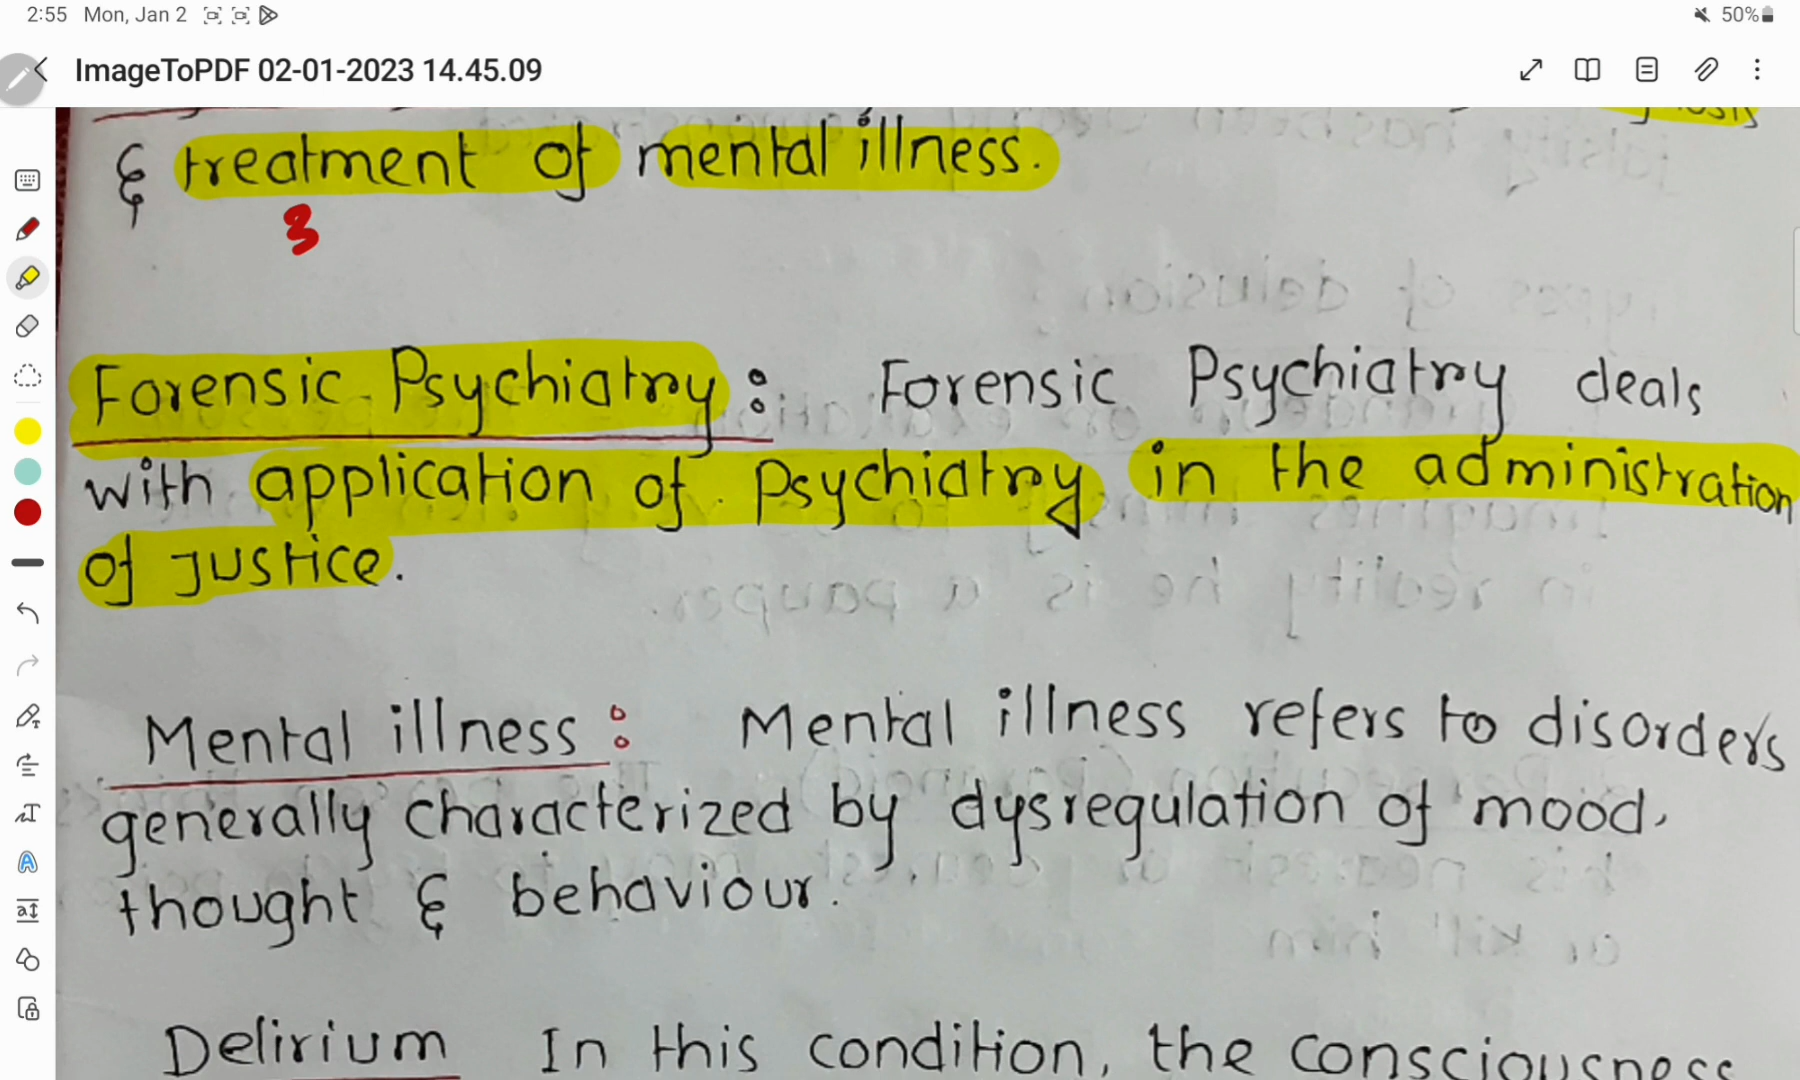 2:55 Mon, Jan 2
50%
ImageToPDF 02-01-2023 14.45.09
& treatment of mental illness.
3
Forensic Psychiatry: Forensic Psychiatry deals
with application of Psychiatry in the administration
of justice.
Mental illness: Mental illness refers to disorders
generally characterized by dysregulation of mood,
thought & behaviour.
Delirium In this condition, the consciousness